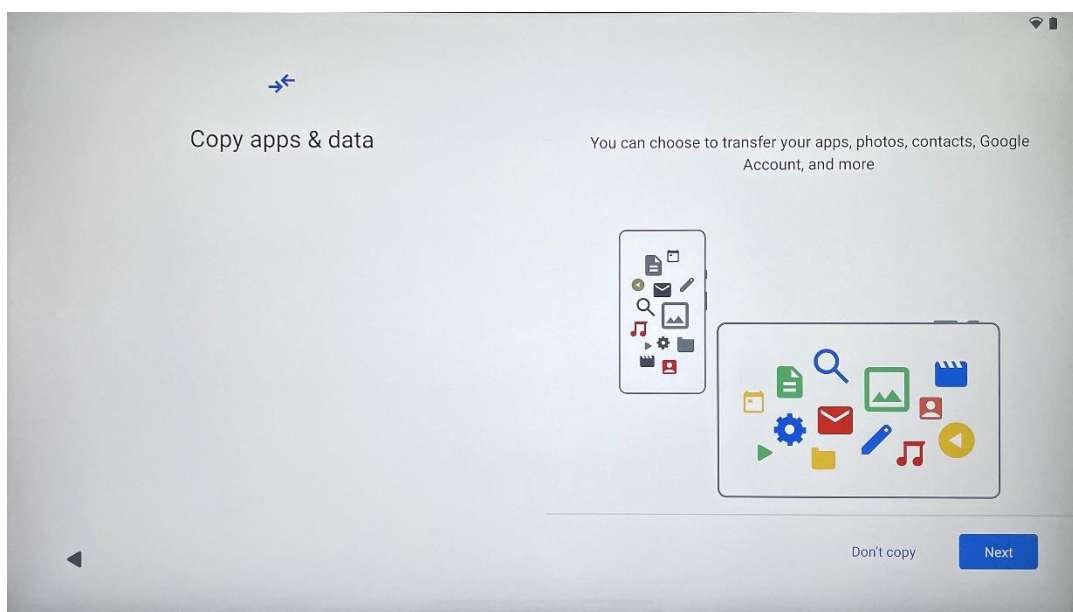 Copy apps & data
You can choose to transfer your apps, photos, contacts, Google
Account, and more
Don't copy
Next